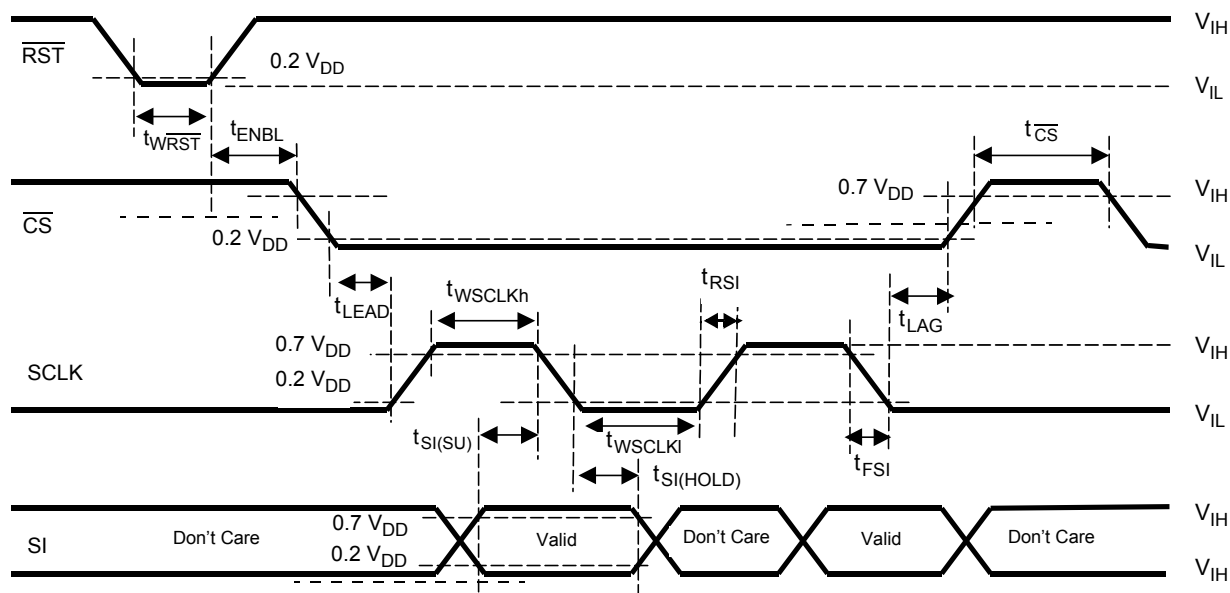 RST
0.2 VDD
VIH
VIL
tWRST
tENBL
tCS
CS
0.7 VDD
VIH
0.2 VDD
VIL
tLEAD
tWSCLKh
tRSI
tLAG
SCLK
0.7 VDD
VIH
0.2 VDD
VIL
tSI(SU)
tWSCLKl
tFSI
tSI(HOLD)
SI
Don't Care
0.7 VDD
Valid
Don't Care
Valid
Don't Care
VIH
0.2 VDD
VIH